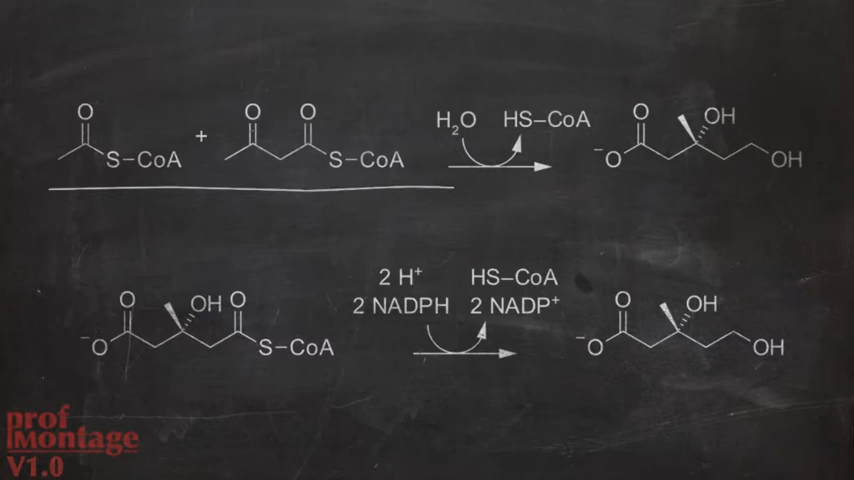 O O O
S–CoA + S–CoA
H₂O HS–CoA
O OH
⁻O OH
2 H⁺ HS–CoA
2 NADPH 2 NADP⁺
O OH O
⁻O S–CoA
O OH
⁻O OH
prof
Montage
V1.0